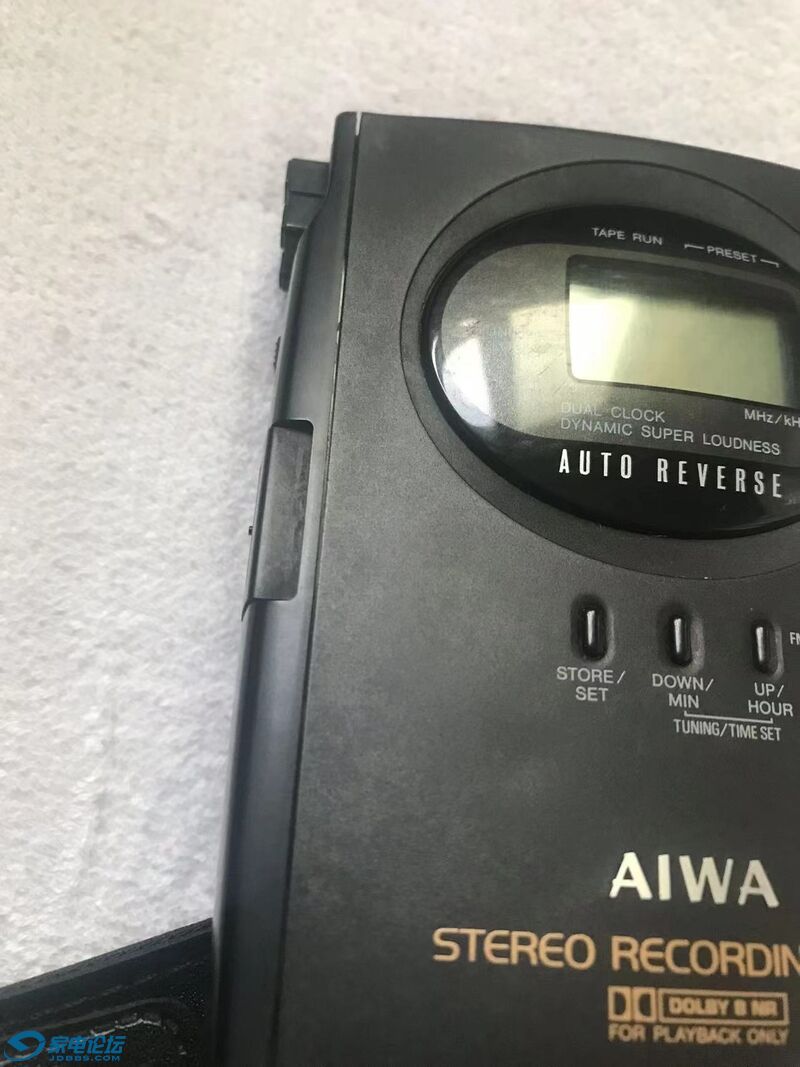 TAPE RUN
PRESET
DUAL CLOCK
MHz/kH
DYNAMIC SUPER LOUDNESS
AUTO REVERSE
FM
STORE/
SET
DOWN/
MIN
UP/
HOUR
TUNING/TIME SET
AIWA
STEREO RECORDIN
DOLBY B NR
FOR PLAYBACK ONLY
家电论坛
JDBBS.COM